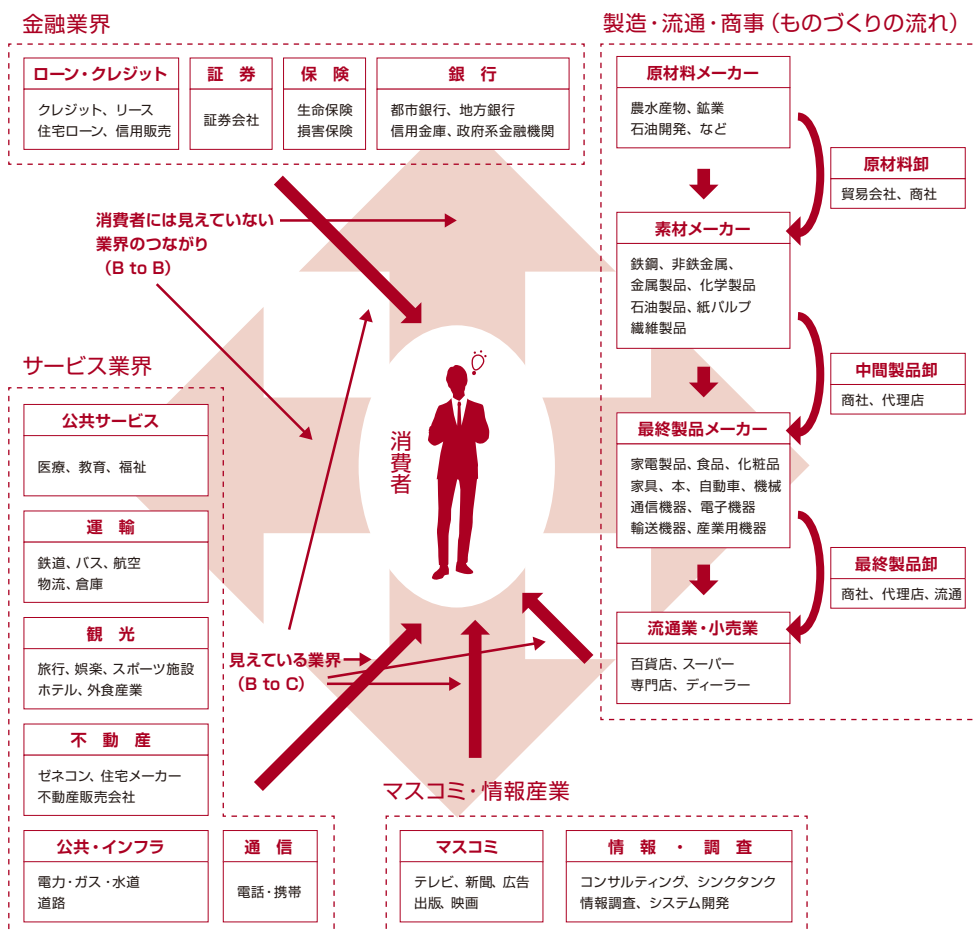 金融業界
ローン・クレジット
クレジット、リース
住宅ローン、信用販売
証 券
証券会社
保 険
生命保険
損害保険
銀 行
都市銀行、地方銀行
信用金庫、政府系金融機関
製造・流通・商事（ものづくりの流れ）
原材料メーカー
農水産物、鉱業
石油開発、など
原材料卸
貿易会社、商社
素材メーカー
鉄鋼、非鉄金属、
金属製品、化学製品
石油製品、紙パルプ
繊維製品
中間製品卸
商社、代理店
最終製品メーカー
家電製品、食品、化粧品
家具、本、自動車、機械
通信機器、電子機器
輸送機器、産業用機器
最終製品卸
商社、代理店、流通
流通業・小売業
百貨店、スーパー
専門店、ディーラー
消費者には見えていない
業界のつながり
（B to B）
消費者
見えている業界
（B to C）
サービス業界
公共サービス
医療、教育、福祉
運 輸
鉄道、バス、航空
物流、倉庫
観 光
旅行、娯楽、スポーツ施設
ホテル、外食産業
不 動 産
ゼネコン、住宅メーカー
不動産販売会社
公共・インフラ
電力・ガス・水道
道路
通 信
電話・携帯
マスコミ・情報産業
マスコミ
テレビ、新聞、広告
出版、映画
情 報 ・ 調 査
コンサルティング、シンクタンク
情報調査、システム開発